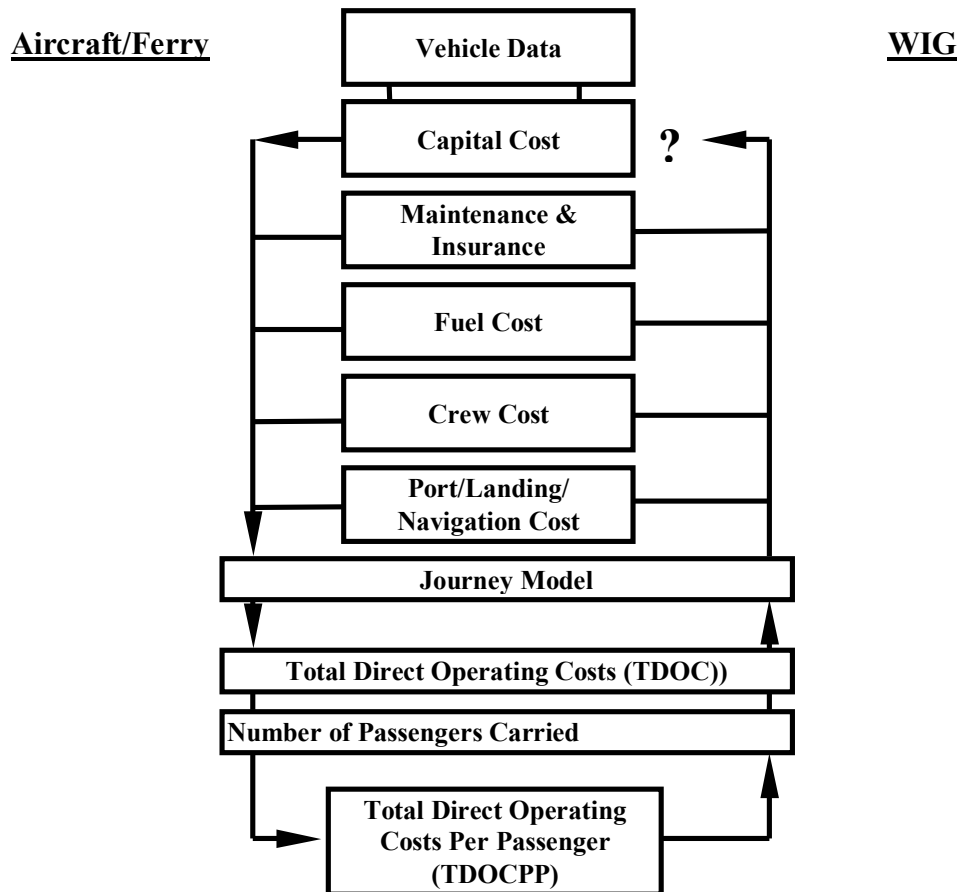 Aircraft/Ferry
Vehicle Data
WIG
Capital Cost
?
Maintenance &
Insurance
Fuel Cost
Crew Cost
Port/Landing/
Navigation Cost
Journey Model
Total Direct Operating Costs (TDOC))
Number of Passengers Carried
Total Direct Operating
Costs Per Passenger
(TDOCPP)